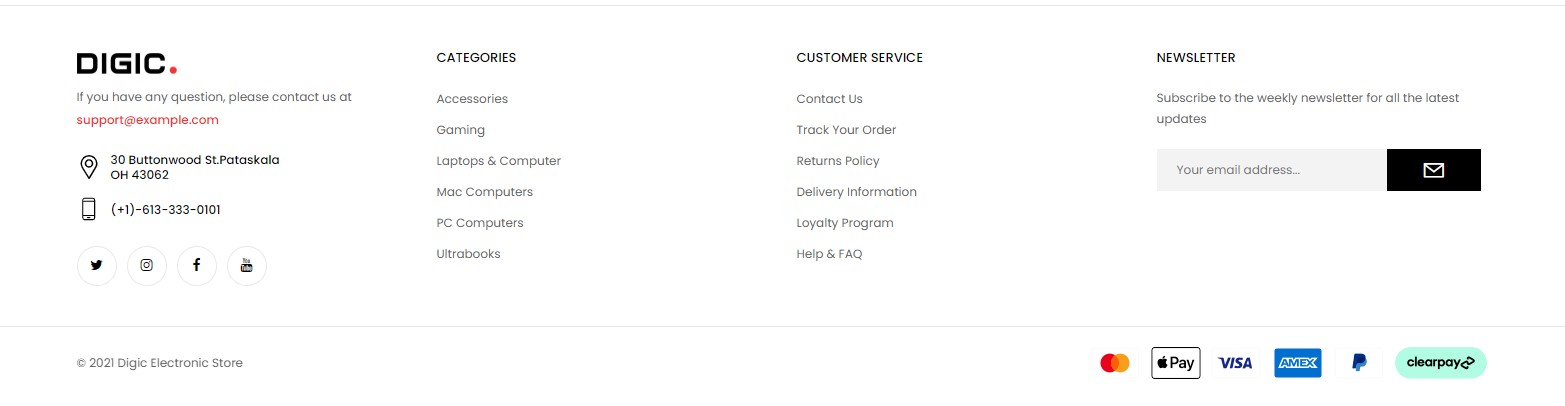 DIGIC.
If you have any question, please contact us at
support@example.com
30 Buttonwood St.Pataskala
OH 43062
(+1)-613-333-0101
You
Tube
CATEGORIES
Accessories
Gaming
Laptops & Computer
Mac Computers
PC Computers
Ultrabooks
CUSTOMER SERVICE
Contact Us
Track Your Order
Returns Policy
Delivery Information
Loyalty Program
Help & FAQ
NEWSLETTER
Subscribe to the weekly newsletter for all the latest
updates
Your email address...
© 2021 Digic Electronic Store
Pay
VISA
AMEX
clearpay